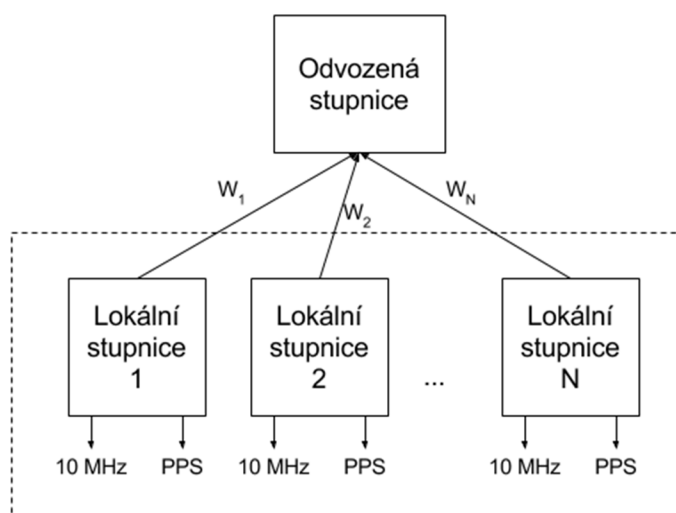 Odvozená
stupnice
W1
W2
WN
Lokální
stupnice
1
Lokální
stupnice
2
...
Lokální
stupnice
N
10 MHz
PPS
10 MHz
PPS
10 MHz
PPS